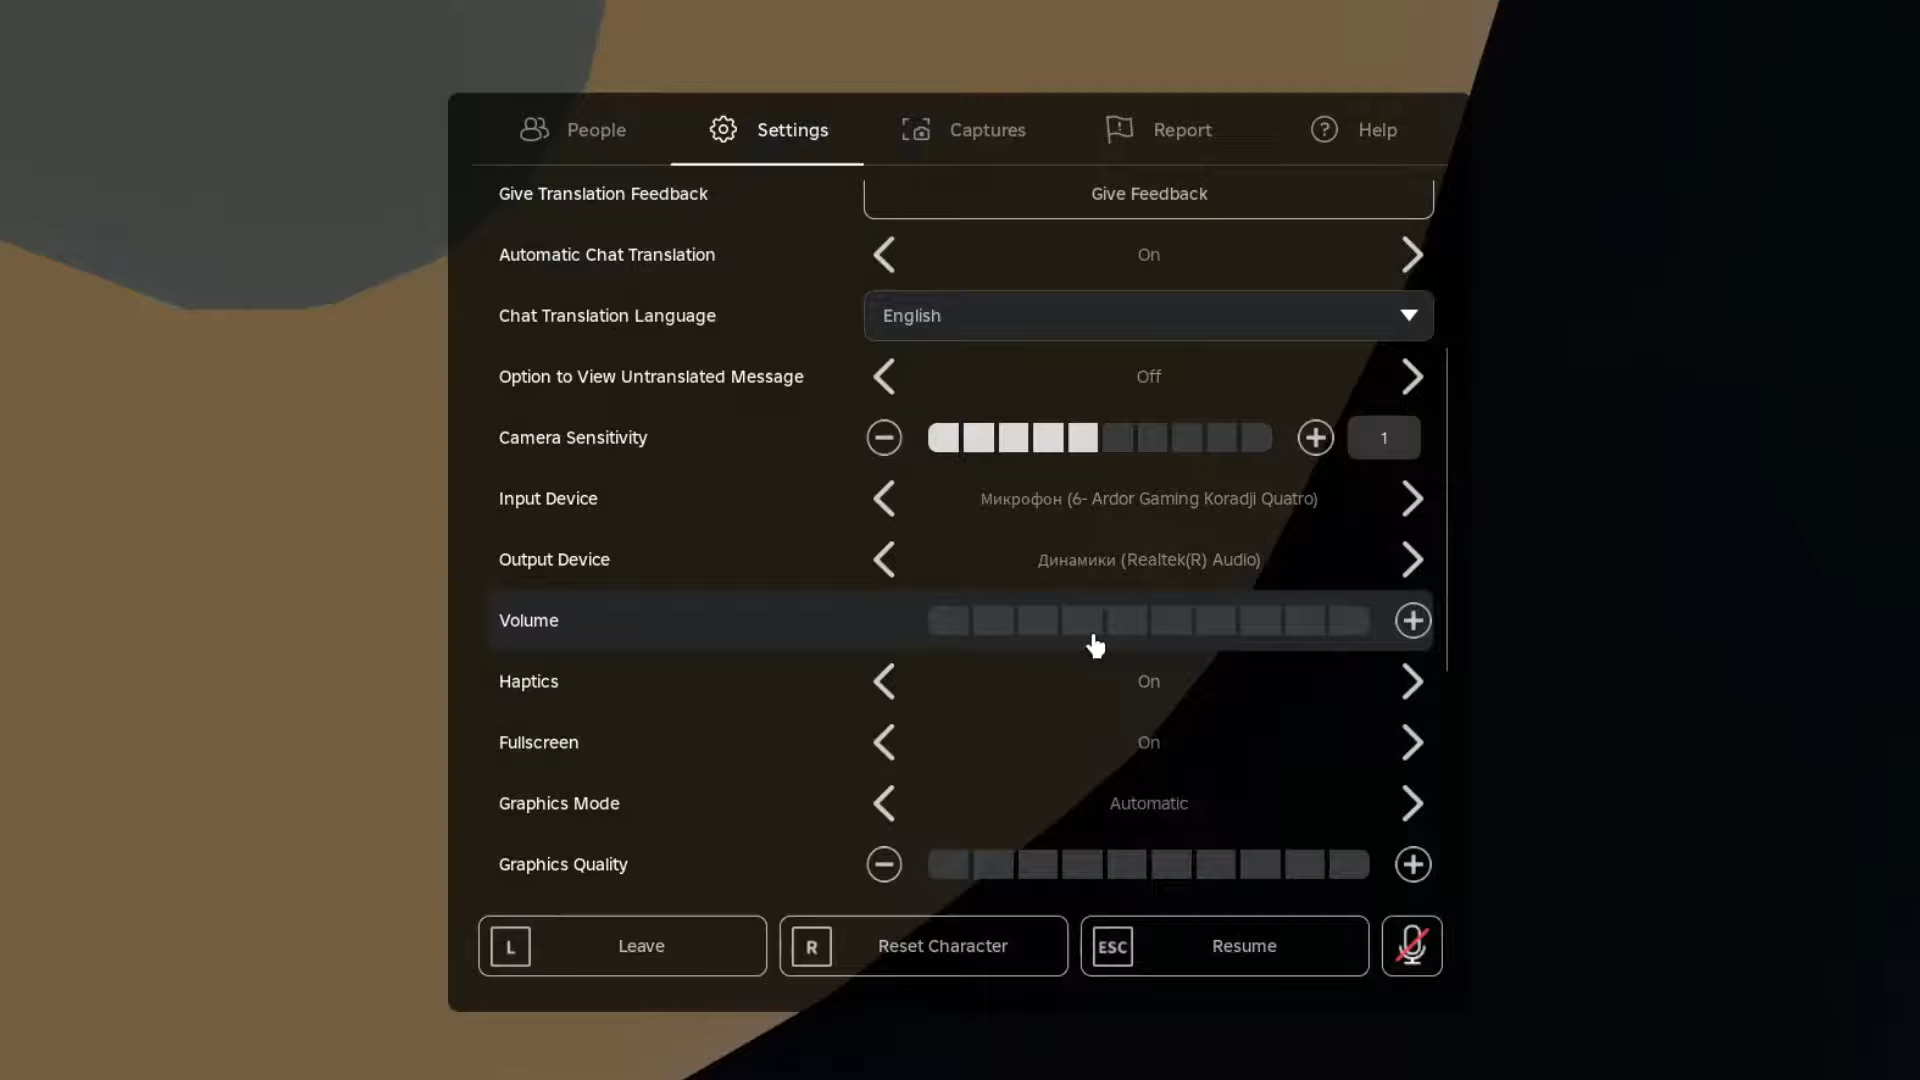 People
Settings
Captures
Report
Help
Give Translation Feedback
Give Feedback
Automatic Chat Translation
On
Chat Translation Language
English
Option to View Untranslated Message
Off
Camera Sensitivity
1
Input Device
Микрофон (6- Ardor Gaming Koradji Quatro)
Output Device
Динамики (Realtek(R) Audio)
Volume
Haptics
On
Fullscreen
On
Graphics Mode
Automatic
Graphics Quality
L
Leave
R
Reset Character
ESC
Resume